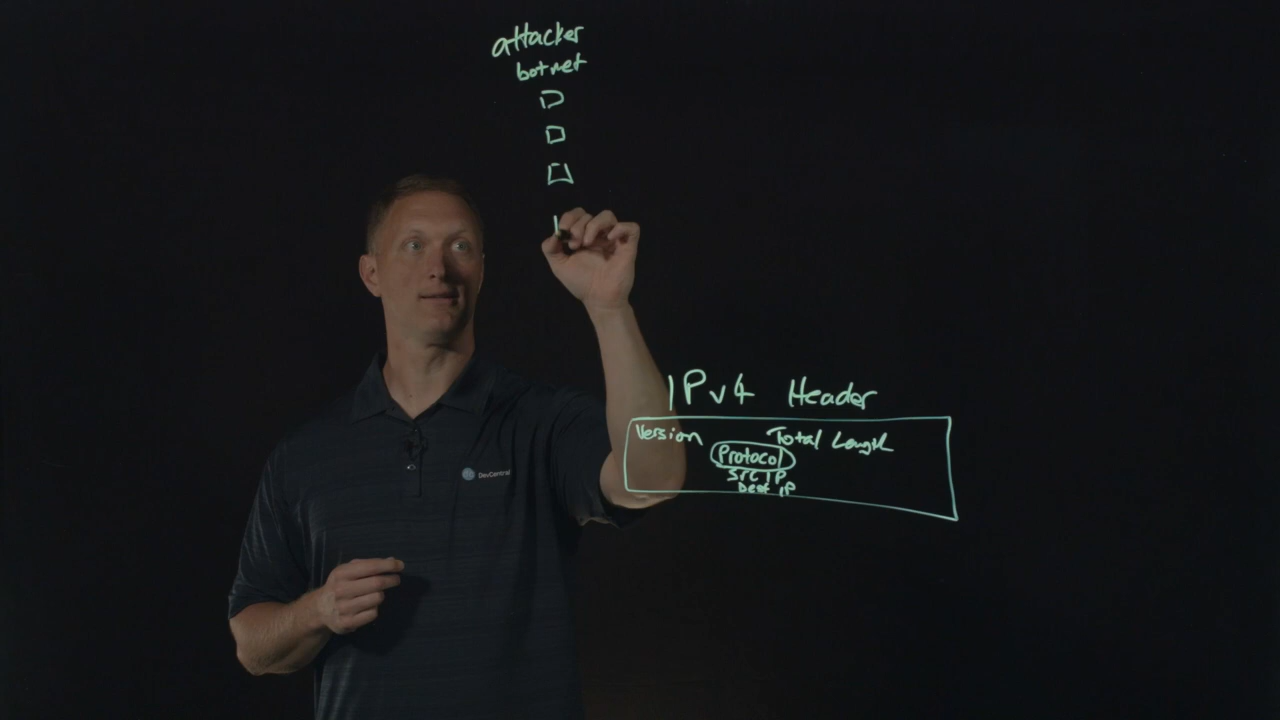 attacker
botnet
IPv4 Header
Version Total Length
Protocol
Src IP
Dest IP
DevCentral